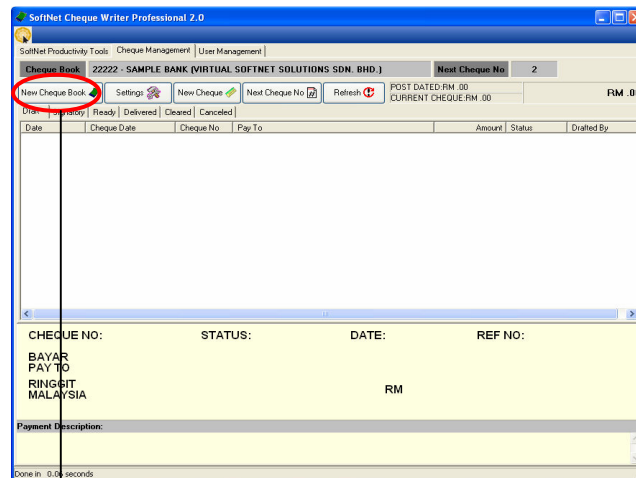 SoftNet Cheque Writer Professional 2.0
SoftNet Productivity Tools Cheque Management User Management
Cheque Book 22222 - SAMPLE BANK (VIRTUAL SOFTNET SOLUTIONS SDN. BHD.) Next Cheque No 2
New Cheque Book Settings New Cheque Next Cheque No Refresh POST DATED:RM .00
CURRENT CHEQUE:RM .00
RM .0
Draft Signatory Ready Delivered Cleared Canceled
Date Cheque Date Cheque No Pay To Amount Status Drafted By
CHEQUE NO: STATUS: DATE: REF NO:
BAYAR
PAY TO
RINGGIT
MALAYSIA RM
Payment Description:
Done in 0.06 seconds